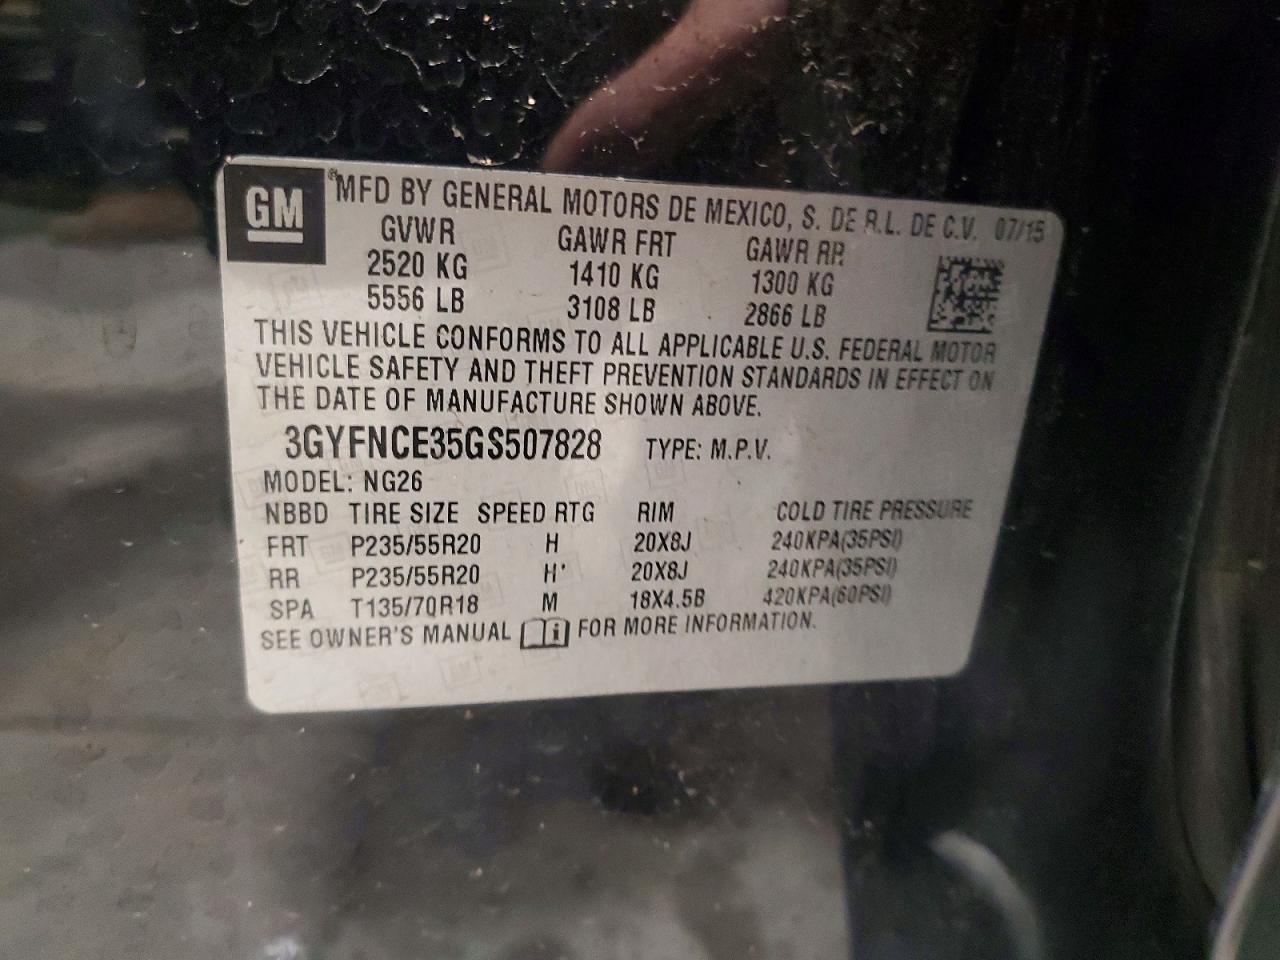 GM
®MFD BY GENERAL MOTORS DE MEXICO, S. DE R.L. DE C.V. 07/15
GVWR GAWR FRT GAWR RR
2520 KG 1410 KG 1300 KG
5556 LB 3108 LB 2866 LB
THIS VEHICLE CONFORMS TO ALL APPLICABLE U.S. FEDERAL MOTOR
VEHICLE SAFETY AND THEFT PREVENTION STANDARDS IN EFFECT ON
THE DATE OF MANUFACTURE SHOWN ABOVE.
3GYFNCE35GS507828 TYPE: M.P.V.
MODEL: NG26
NBBD TIRE SIZE SPEED RTG RIM COLD TIRE PRESSURE
FRT P235/55R20 H 20X8J 240KPA(35PSI)
RR P235/55R20 H 20X8J 240KPA(35PSI)
SPA T135/70R18 M 18X4.5B 420KPA(60PSI)
SEE OWNER'S MANUAL i FOR MORE INFORMATION.